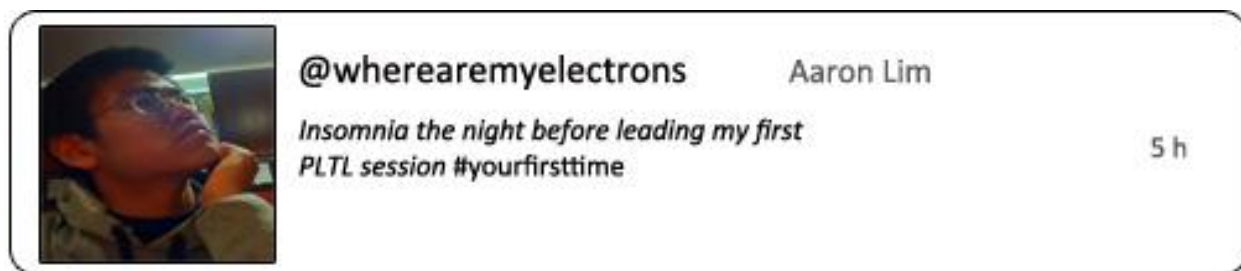 @wherearemyelectrons Aaron Lim
Insomnia the night before leading my first
PLTL session #yourfirsttime
5 h